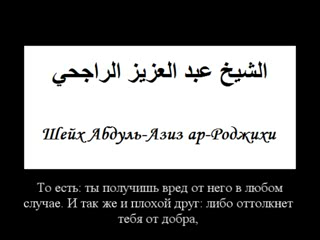 الشيخ عبد العزيز الراجحي
Шейх Абдуль-Азиз ар-Роджихи
То есть: ты получишь вред от него в любом
случае. И так же и плохой друг: либо оттолкнет
тебя от добра,